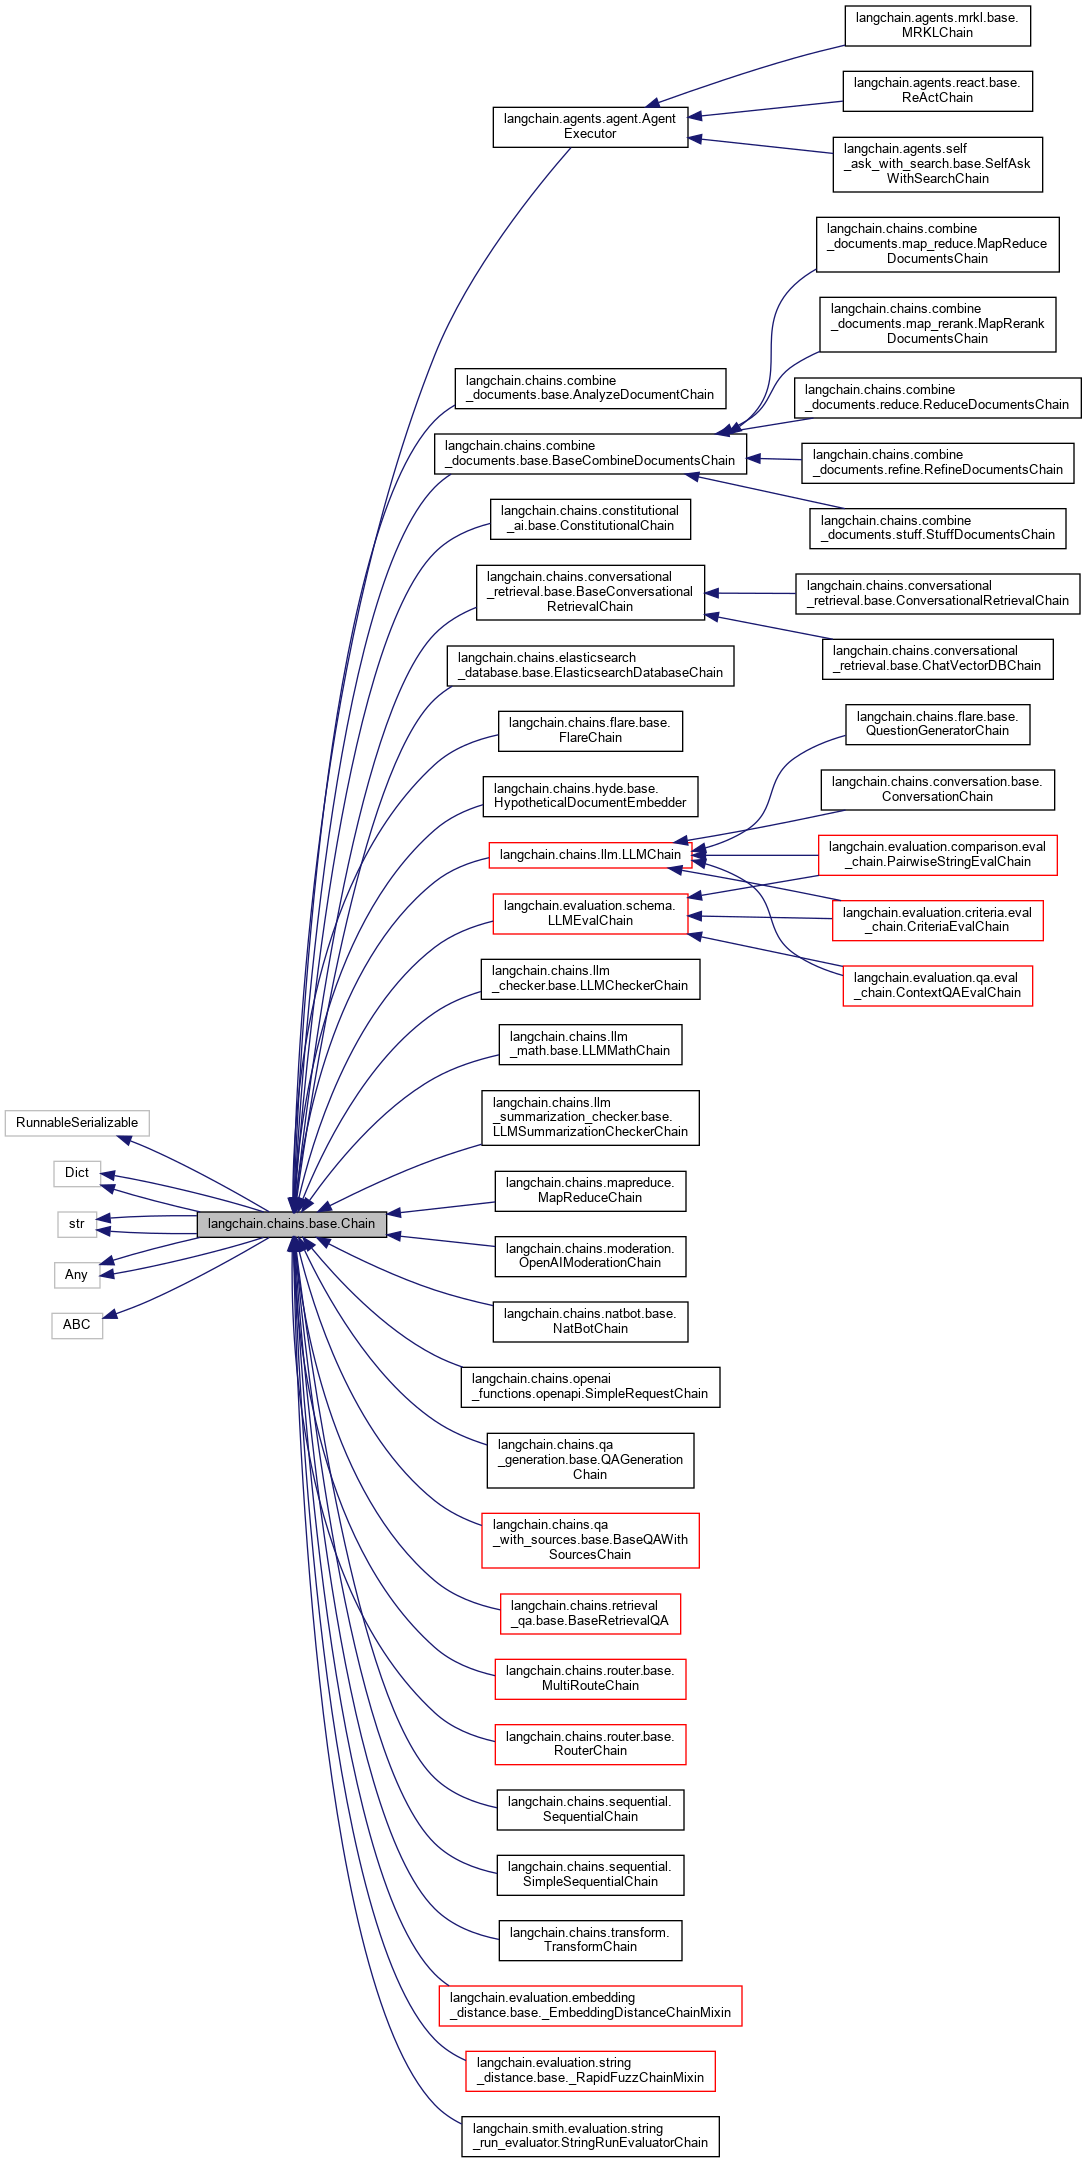 RunnableSerializable
Dict
str
Any
ABC
langchain.chains.base.Chain
langchain.agents.agent.Agent
Executor
langchain.agents.mrkl.base.
MRKLChain
langchain.agents.react.base.
ReActChain
langchain.agents.self
_ask_with_search.base.SelfAsk
WithSearchChain
langchain.chains.combine
_documents.base.AnalyzeDocumentChain
langchain.chains.combine
_documents.base.BaseCombineDocumentsChain
langchain.chains.combine
_documents.map_reduce.MapReduce
DocumentsChain
langchain.chains.combine
_documents.map_rerank.MapRerank
DocumentsChain
langchain.chains.combine
_documents.reduce.ReduceDocumentsChain
langchain.chains.combine
_documents.refine.RefineDocumentsChain
langchain.chains.combine
_documents.stuff.StuffDocumentsChain
langchain.chains.constitutional
_ai.base.ConstitutionalChain
langchain.chains.conversational
_retrieval.base.BaseConversational
RetrievalChain
langchain.chains.conversational
_retrieval.base.ConversationalRetrievalChain
langchain.chains.conversational
_retrieval.base.ChatVectorDBChain
langchain.chains.elasticsearch
_database.base.ElasticsearchDatabaseChain
langchain.chains.flare.base.
FlareChain
langchain.chains.hyde.base.
HypotheticalDocumentEmbedder
langchain.chains.llm.LLMChain
langchain.chains.flare.base.
QuestionGeneratorChain
langchain.chains.conversation.base.
ConversationChain
langchain.evaluation.comparison.eval
_chain.PairwiseStringEvalChain
langchain.evaluation.criteria.eval
_chain.CriteriaEvalChain
langchain.evaluation.qa.eval
_chain.ContextQAEvalChain
langchain.evaluation.schema.
LLMEvalChain
langchain.chains.llm
_checker.base.LLMCheckerChain
langchain.chains.llm
_math.base.LLMMathChain
langchain.chains.llm
_summarization_checker.base.
LLMSummarizationCheckerChain
langchain.chains.mapreduce.
MapReduceChain
langchain.chains.moderation.
OpenAIModerationChain
langchain.chains.natbot.base.
NatBotChain
langchain.chains.openai
_functions.openapi.SimpleRequestChain
langchain.chains.qa
_generation.base.QAGeneration
Chain
langchain.chains.qa
_with_sources.base.BaseQAWith
SourcesChain
langchain.chains.retrieval
_qa.base.BaseRetrievalQA
langchain.chains.router.base.
MultiRouteChain
langchain.chains.router.base.
RouterChain
langchain.chains.sequential.
SequentialChain
langchain.chains.sequential.
SimpleSequentialChain
langchain.chains.transform.
TransformChain
langchain.evaluation.embedding
_distance.base._EmbeddingDistanceChainMixin
langchain.evaluation.string
_distance.base._RapidFuzzChainMixin
langchain.smith.evaluation.string
_run_evaluator.StringRunEvaluatorChain